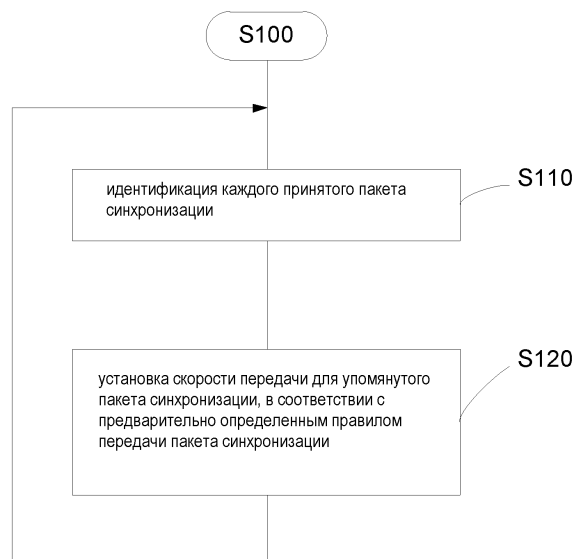 S100
идентификация каждого принятого пакета
синхронизации
S110
установка скорости передачи для упомянутого
пакета синхронизации, в соответствии с
предварительно определенным правилом
передачи пакета синхронизации
S120